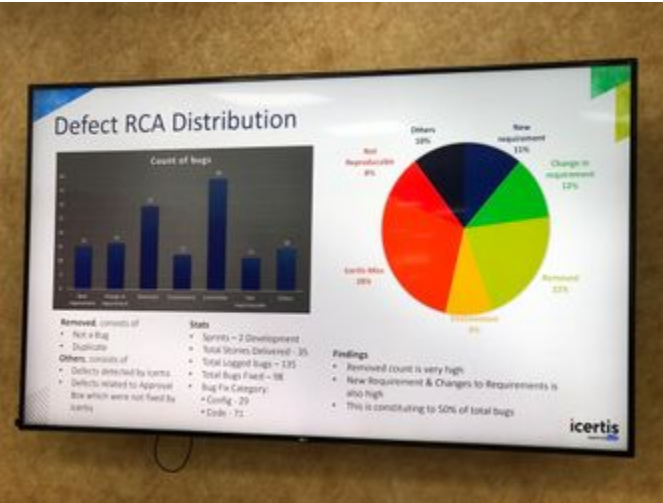 Defect RCA Distribution
Count of bugs
Others
10%
New
requirement
11%
Not
Reproducible
8%
Change in
requirement
12%
Icertis Miss
28%
Removed
22%
Removed, consists of
• Not a Bug
• Duplicate
Others, consists of
• Defects detected by icertis
• Defects related to Approval
Box which were not fixed by
icertis
Stats
• Sprints – 2 Development
• Total Stories Delivered - 35
• Total Logged bugs – 135
• Total Bugs Fixed – 98
• Bug Fix Category:
• Config - 29
• Code - 71
Findings
• Removed count is very high
• New Requirement & Changes to Requirements is
also high
• This is constituting to 50% of total bugs
icertis